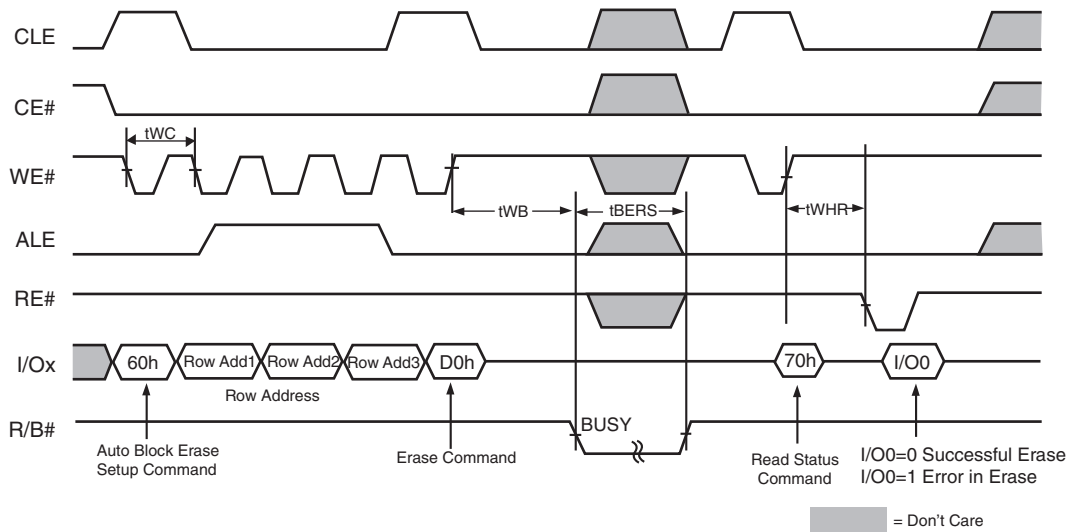 CLE
CE#
tWC
WE#
tWB
tBERS
tWHR
ALE
RE#
I/Ox
60h
Row Add1
Row Add2
Row Add3
D0h
70h
I/O0
Row Address
R/B#
BUSY
Auto Block Erase
Setup Command
Erase Command
Read Status
Command
I/O0=0 Successful Erase
I/O0=1 Error in Erase
= Don't Care